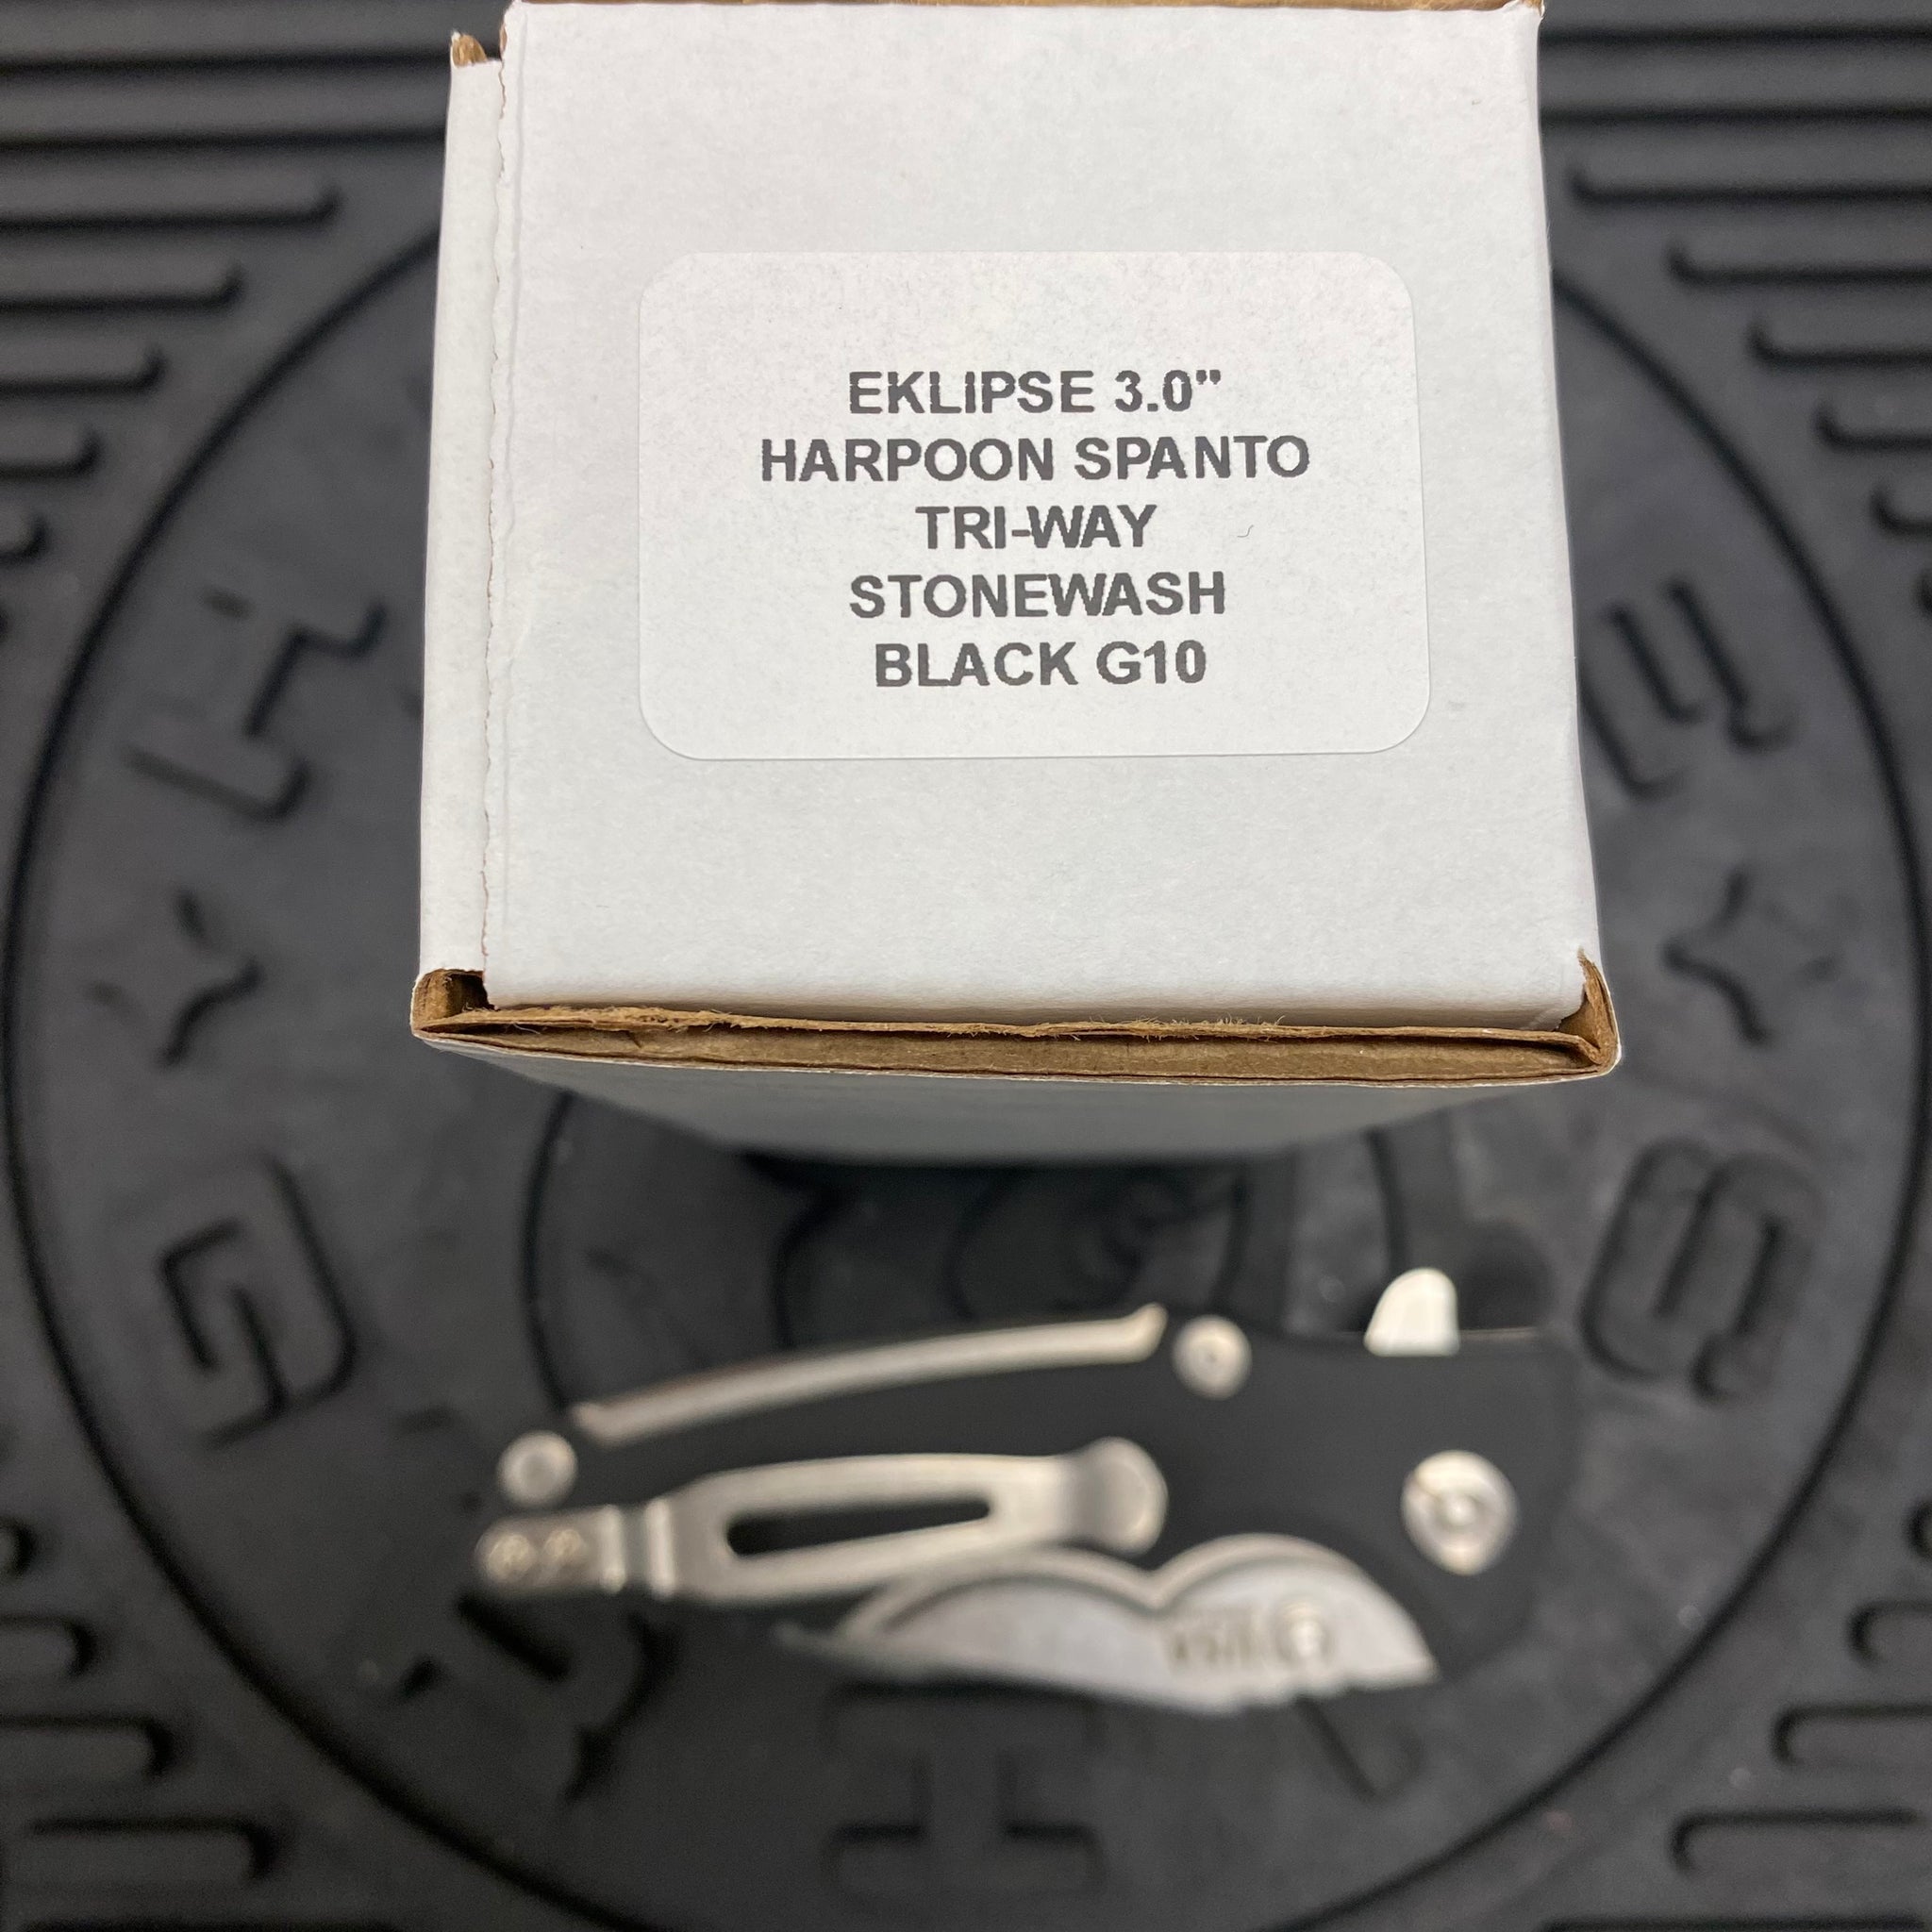 EKLIPSE 3.0"
HARPOON SPANTO
TRI-WAY
STONEWASH
BLACK G10